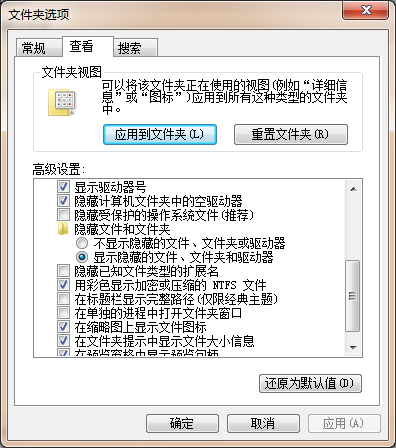 文件夹选项
常规 查看 搜索
文件夹视图
可以将该文件夹正在使用的视图(例如“详细信
息”或“图标”)应用到所有这种类型的文件夹
中。
应用到文件夹(L) 重置文件夹(R)
高级设置:
显示驱动器号
隐藏计算机文件夹中的空驱动器
隐藏受保护的操作系统文件(推荐)
隐藏文件和文件夹
不显示隐藏的文件、文件夹或驱动器
显示隐藏的文件、文件夹和驱动器
隐藏已知文件类型的扩展名
用彩色显示加密或压缩的 NTFS 文件
在标题栏显示完整路径(仅限经典主题)
在单独的进程中打开文件夹窗口
在缩略图上显示文件图标
在文件夹提示中显示文件大小信息
在预览窗格中显示预览句柄
还原为默认值(D)
确定 取消 应用(A)